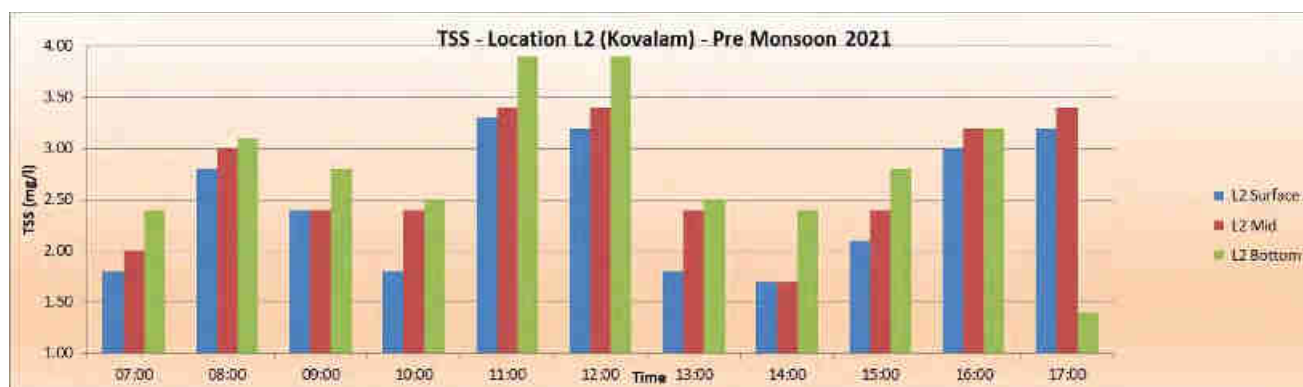 TSS - Location L2 (Kovalam) - Pre Monsoon 2021
4.00
3.50
3.00
2.50
2.00
1.50
1.00
TSS (mg/l)
07:00 08:00 09:00 10:00 11:00 12:00 13:00 14:00 15:00 16:00 17:00
Time
L2 Surface
L2 Mid
L2 Bottom